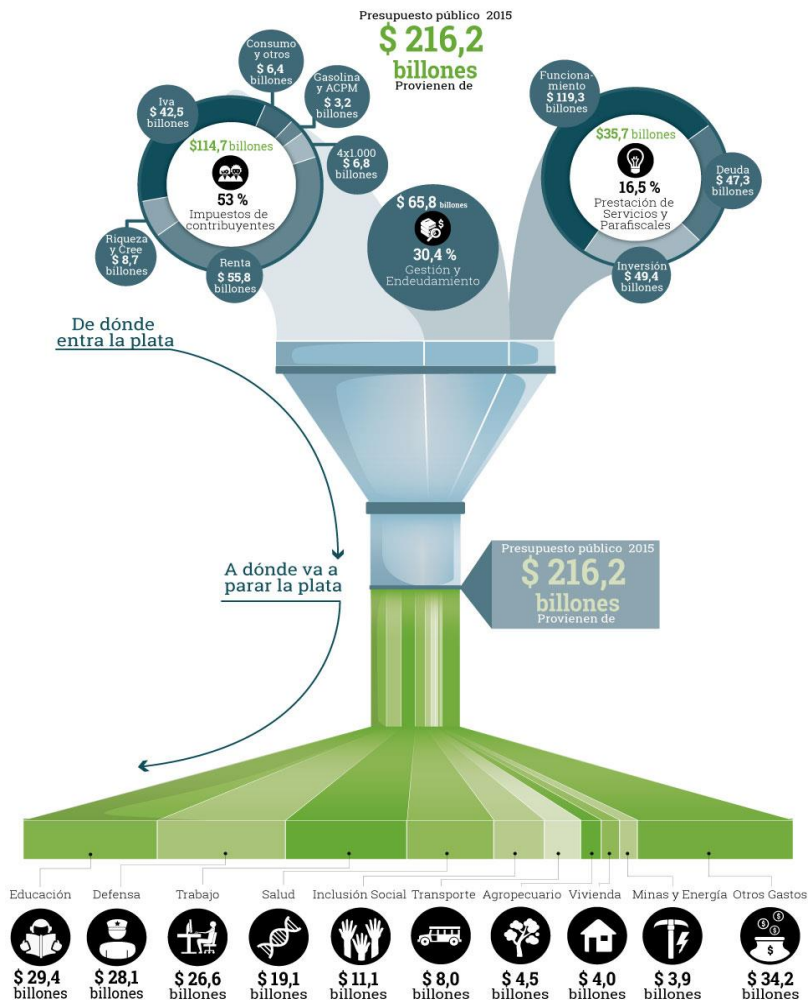 Presupuesto público 2015
$ 216,2
billones
Provienen de
Consumo
y otros
$ 6,4
billones
Gasolina
y ACPM
$ 3,2
billones
Iva
$ 42,5
billones
4x1.000
$ 6,8
billones
$114,7 billones
53 %
Impuestos de
contribuyentes
Riqueza
y Cree
$ 8,7
billones
Renta
$ 55,8
billones
$ 65,8 billones
30,4 %
Gestión y
Endeudamiento
Funciona-
miento
$ 119,3
billones
$35,7 billones
16,5 %
Prestación de
Servicios y
Parafiscales
Deuda
$ 47,3
billones
Inversión
$ 49,4
billones
De dónde
entra la plata
A dónde va a
parar la plata
Presupuesto público 2015
$ 216,2
billones
Provienen de
Educación
$ 29,4
billones
Defensa
$ 28,1
billones
Trabajo
$ 26,6
billones
Salud
$ 19,1
billones
Inclusión Social
$ 11,1
billones
Transporte
$ 8,0
billones
Agropecuario
$ 4,5
billones
Vivienda
$ 4,0
billones
Minas y Energía
$ 3,9
billones
Otros Gastos
$ 34,2
billones